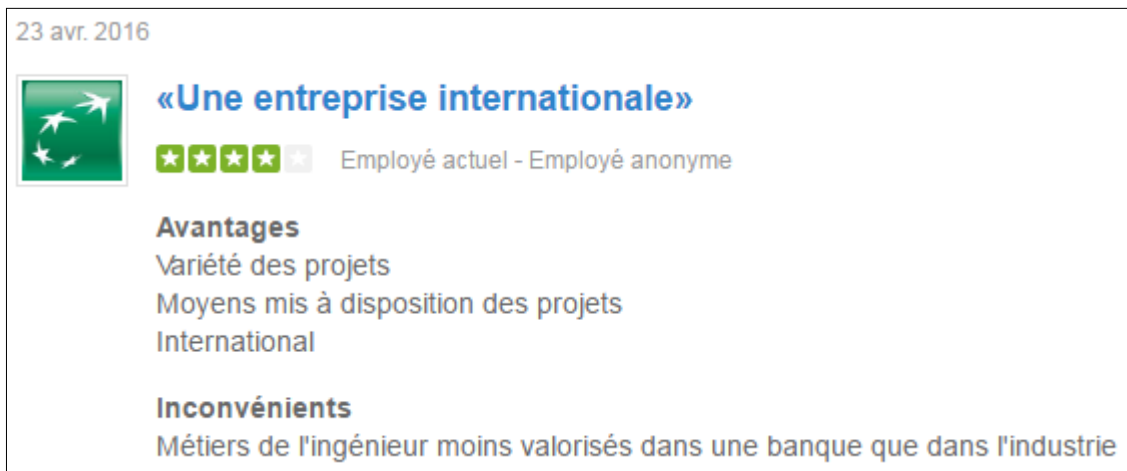 23 avr. 2016
«Une entreprise internationale»
Employé actuel - Employé anonyme
Avantages
Variété des projets
Moyens mis à disposition des projets
International
Inconvénients
Métiers de l'ingénieur moins valorisés dans une banque que dans l'industrie